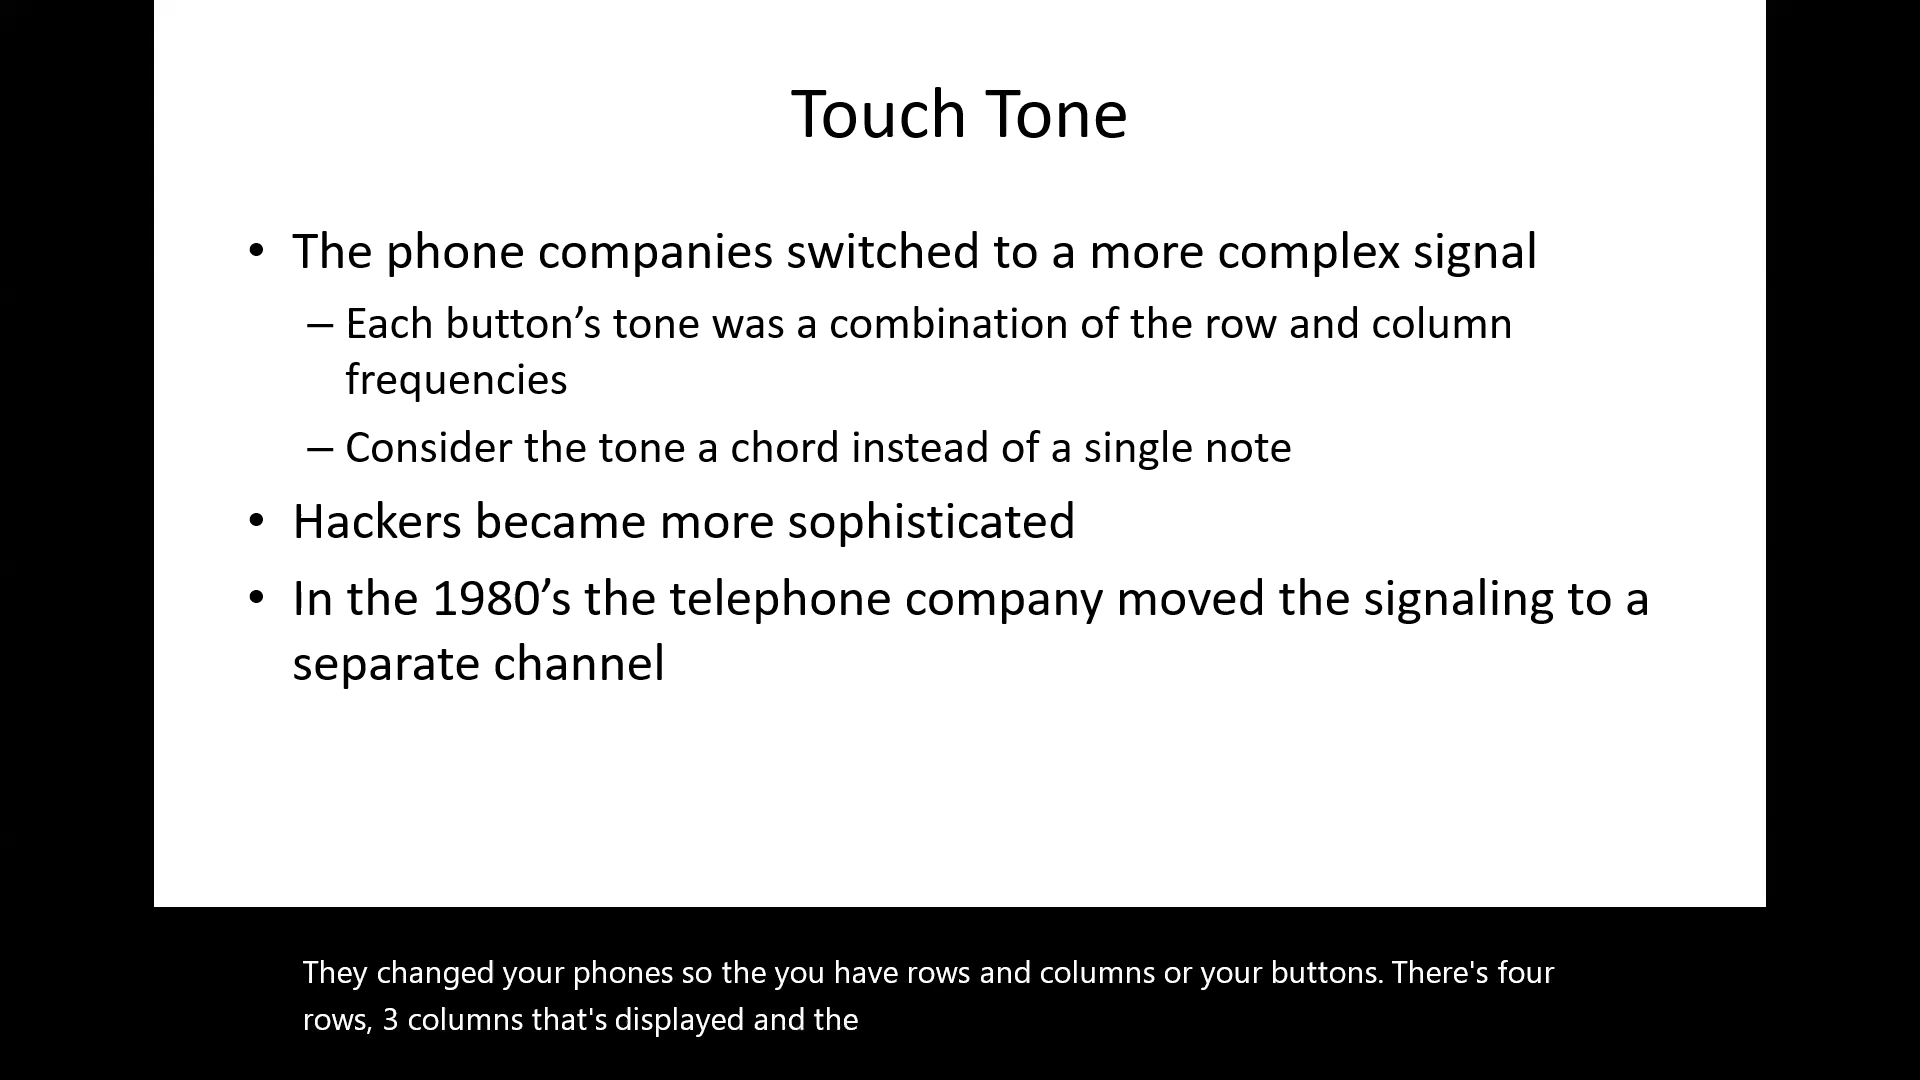 Touch Tone
• The phone companies switched to a more complex signal
– Each button’s tone was a combination of the row and column
frequencies
– Consider the tone a chord instead of a single note
• Hackers became more sophisticated
• In the 1980’s the telephone company moved the signaling to a
separate channel
They changed your phones so the you have rows and columns or your buttons. There's four
rows, 3 columns that's displayed and the